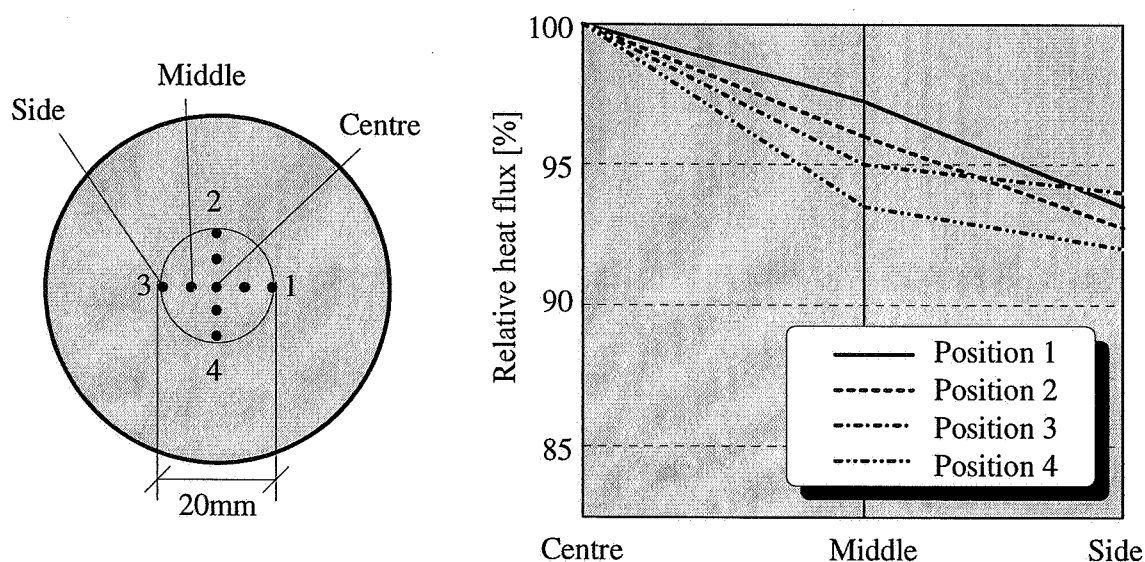 Middle
Side
Centre
2
3
1
4
20mm
Relative heat flux [%]
100
95
90
85
Position 1
Position 2
Position 3
Position 4
Centre
Middle
Side